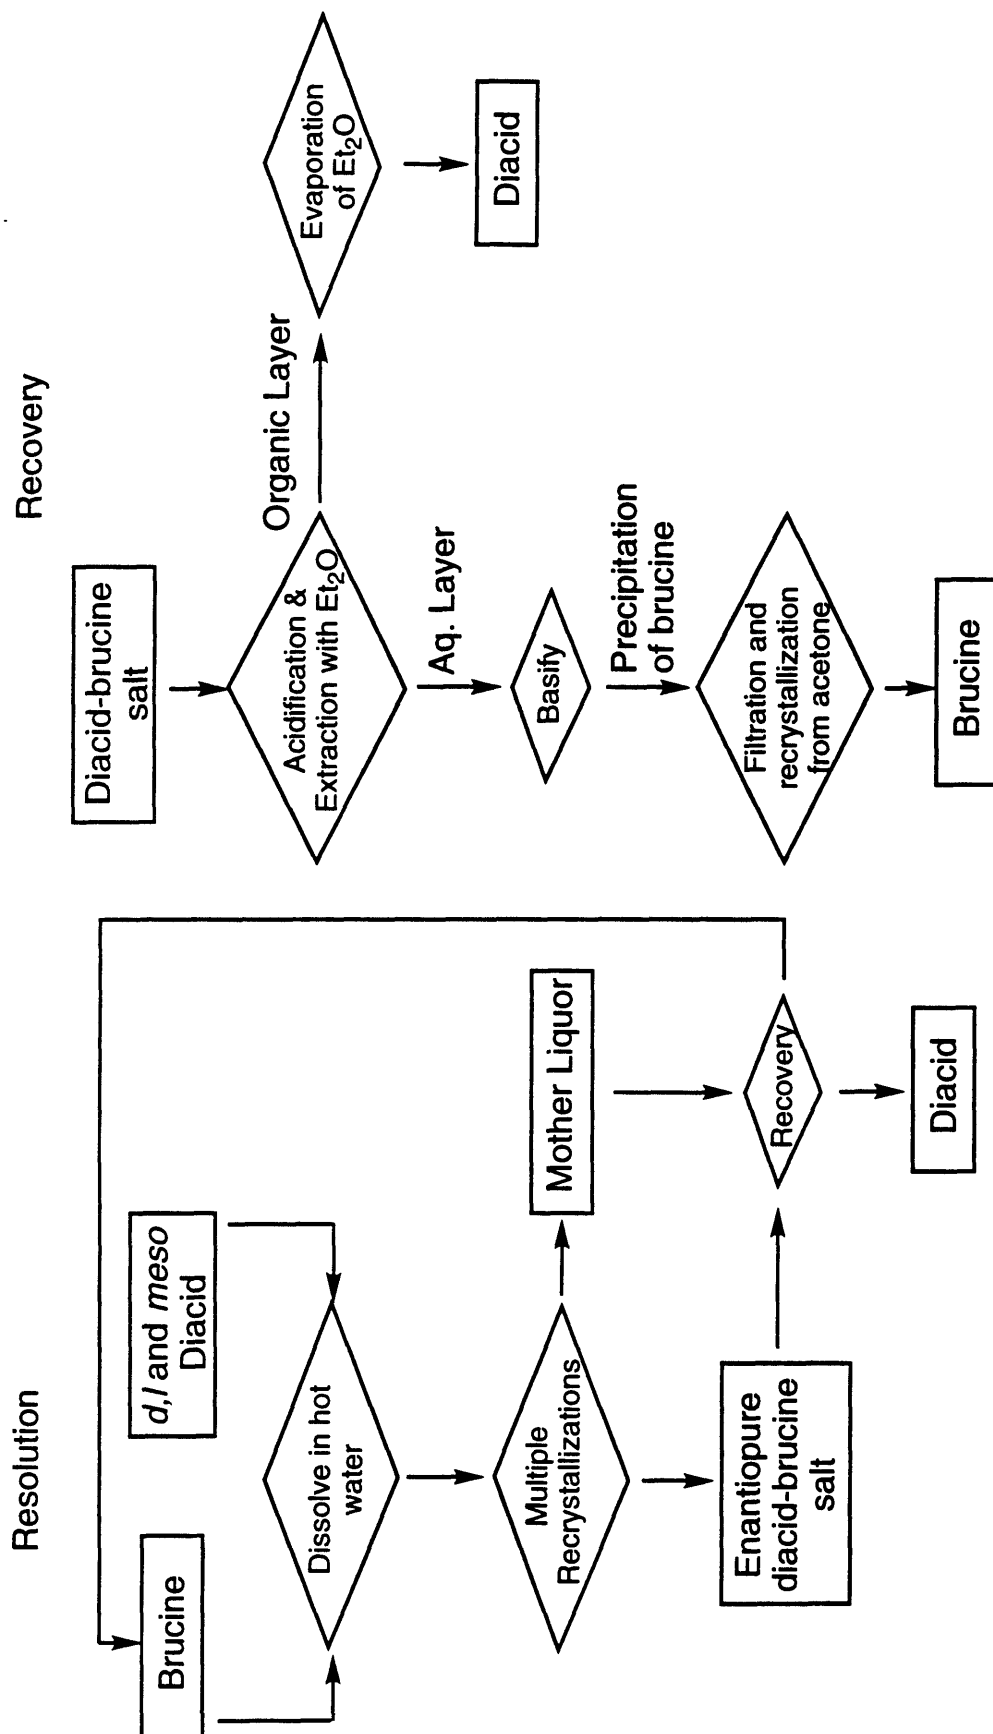 Resolution
Brucine
d,l and meso
Diacid
Dissolve in hot
water
Multiple
Recrystallizations
Mother Liquor
Enantiopure
diacid-brucine
salt
Recovery
Diacid
Recovery
Diacid-brucine
salt
Acidification &
Extraction with Et₂O
Organic Layer
Evaporation
of Et₂O
Diacid
Aq. Layer
Basify
Precipitation
of brucine
Filtration and
recrystallization
from acetone
Brucine